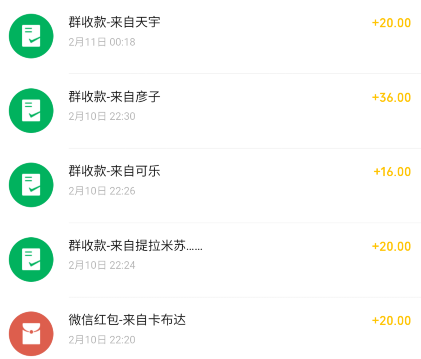 群收款-来自天宇
+20.00
2月11日 00:18
群收款-来自彦子
+36.00
2月10日 22:30
群收款-来自可乐
+16.00
2月10日 22:26
群收款-来自提拉米苏......
+20.00
2月10日 22:24
微信红包-来自卡布达
+20.00
2月10日 22:20